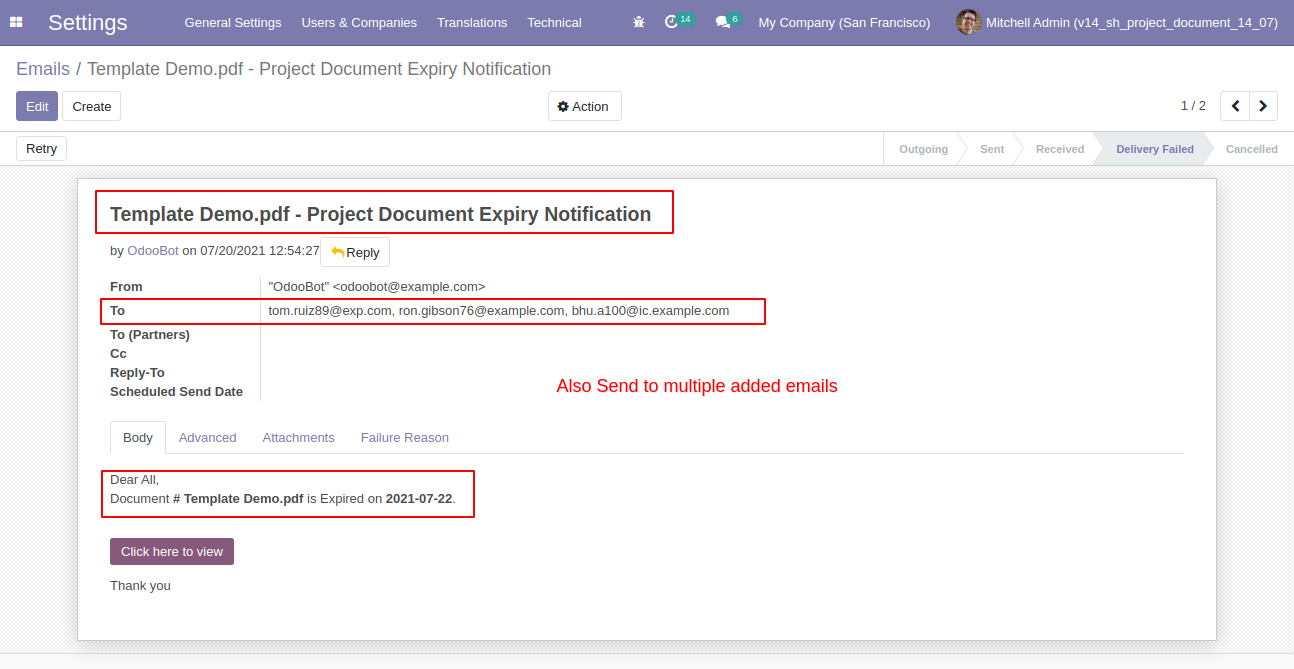 Settings General Settings Users & Companies Translations Technical 14 6 My Company (San Francisco) Mitchell Admin (v14_sh_project_document_14_07)
Emails / Template Demo.pdf - Project Document Expiry Notification
Edit Create Action 1 / 2
Retry Outgoing Sent Received Delivery Failed Cancelled
Template Demo.pdf - Project Document Expiry Notification
by OdooBot on 07/20/2021 12:54:27 Reply
From "OdooBot" <odoobot@example.com>
To tom.ruiz89@exp.com, ron.gibson76@example.com, bhu.a100@ic.example.com
To (Partners)
Cc
Reply-To
Scheduled Send Date
Also Send to multiple added emails
Body Advanced Attachments Failure Reason
Dear All,
Document # Template Demo.pdf is Expired on 2021-07-22.
Click here to view
Thank you